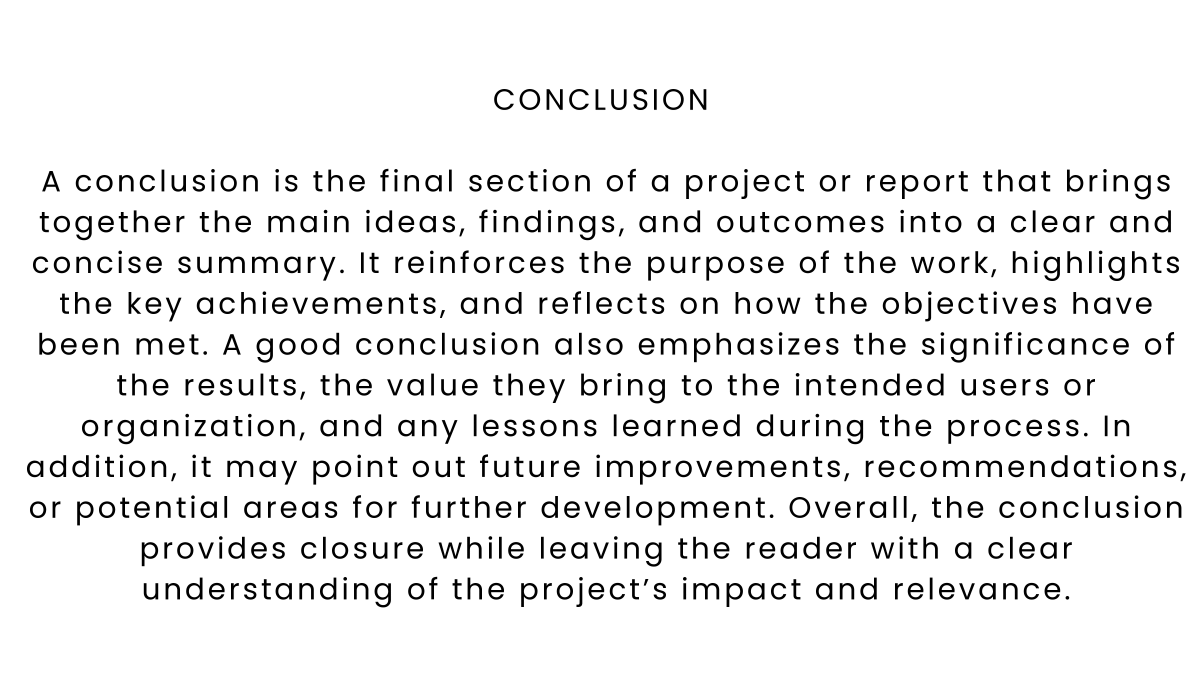 CONCLUSION
A conclusion is the final section of a project or report that brings
together the main ideas, findings, and outcomes into a clear and
concise summary. It reinforces the purpose of the work, highlights
the key achievements, and reflects on how the objectives have
been met. A good conclusion also emphasizes the significance of
the results, the value they bring to the intended users or
organization, and any lessons learned during the process. In
addition, it may point out future improvements, recommendations,
or potential areas for further development. Overall, the conclusion
provides closure while leaving the reader with a clear
understanding of the project’s impact and relevance.